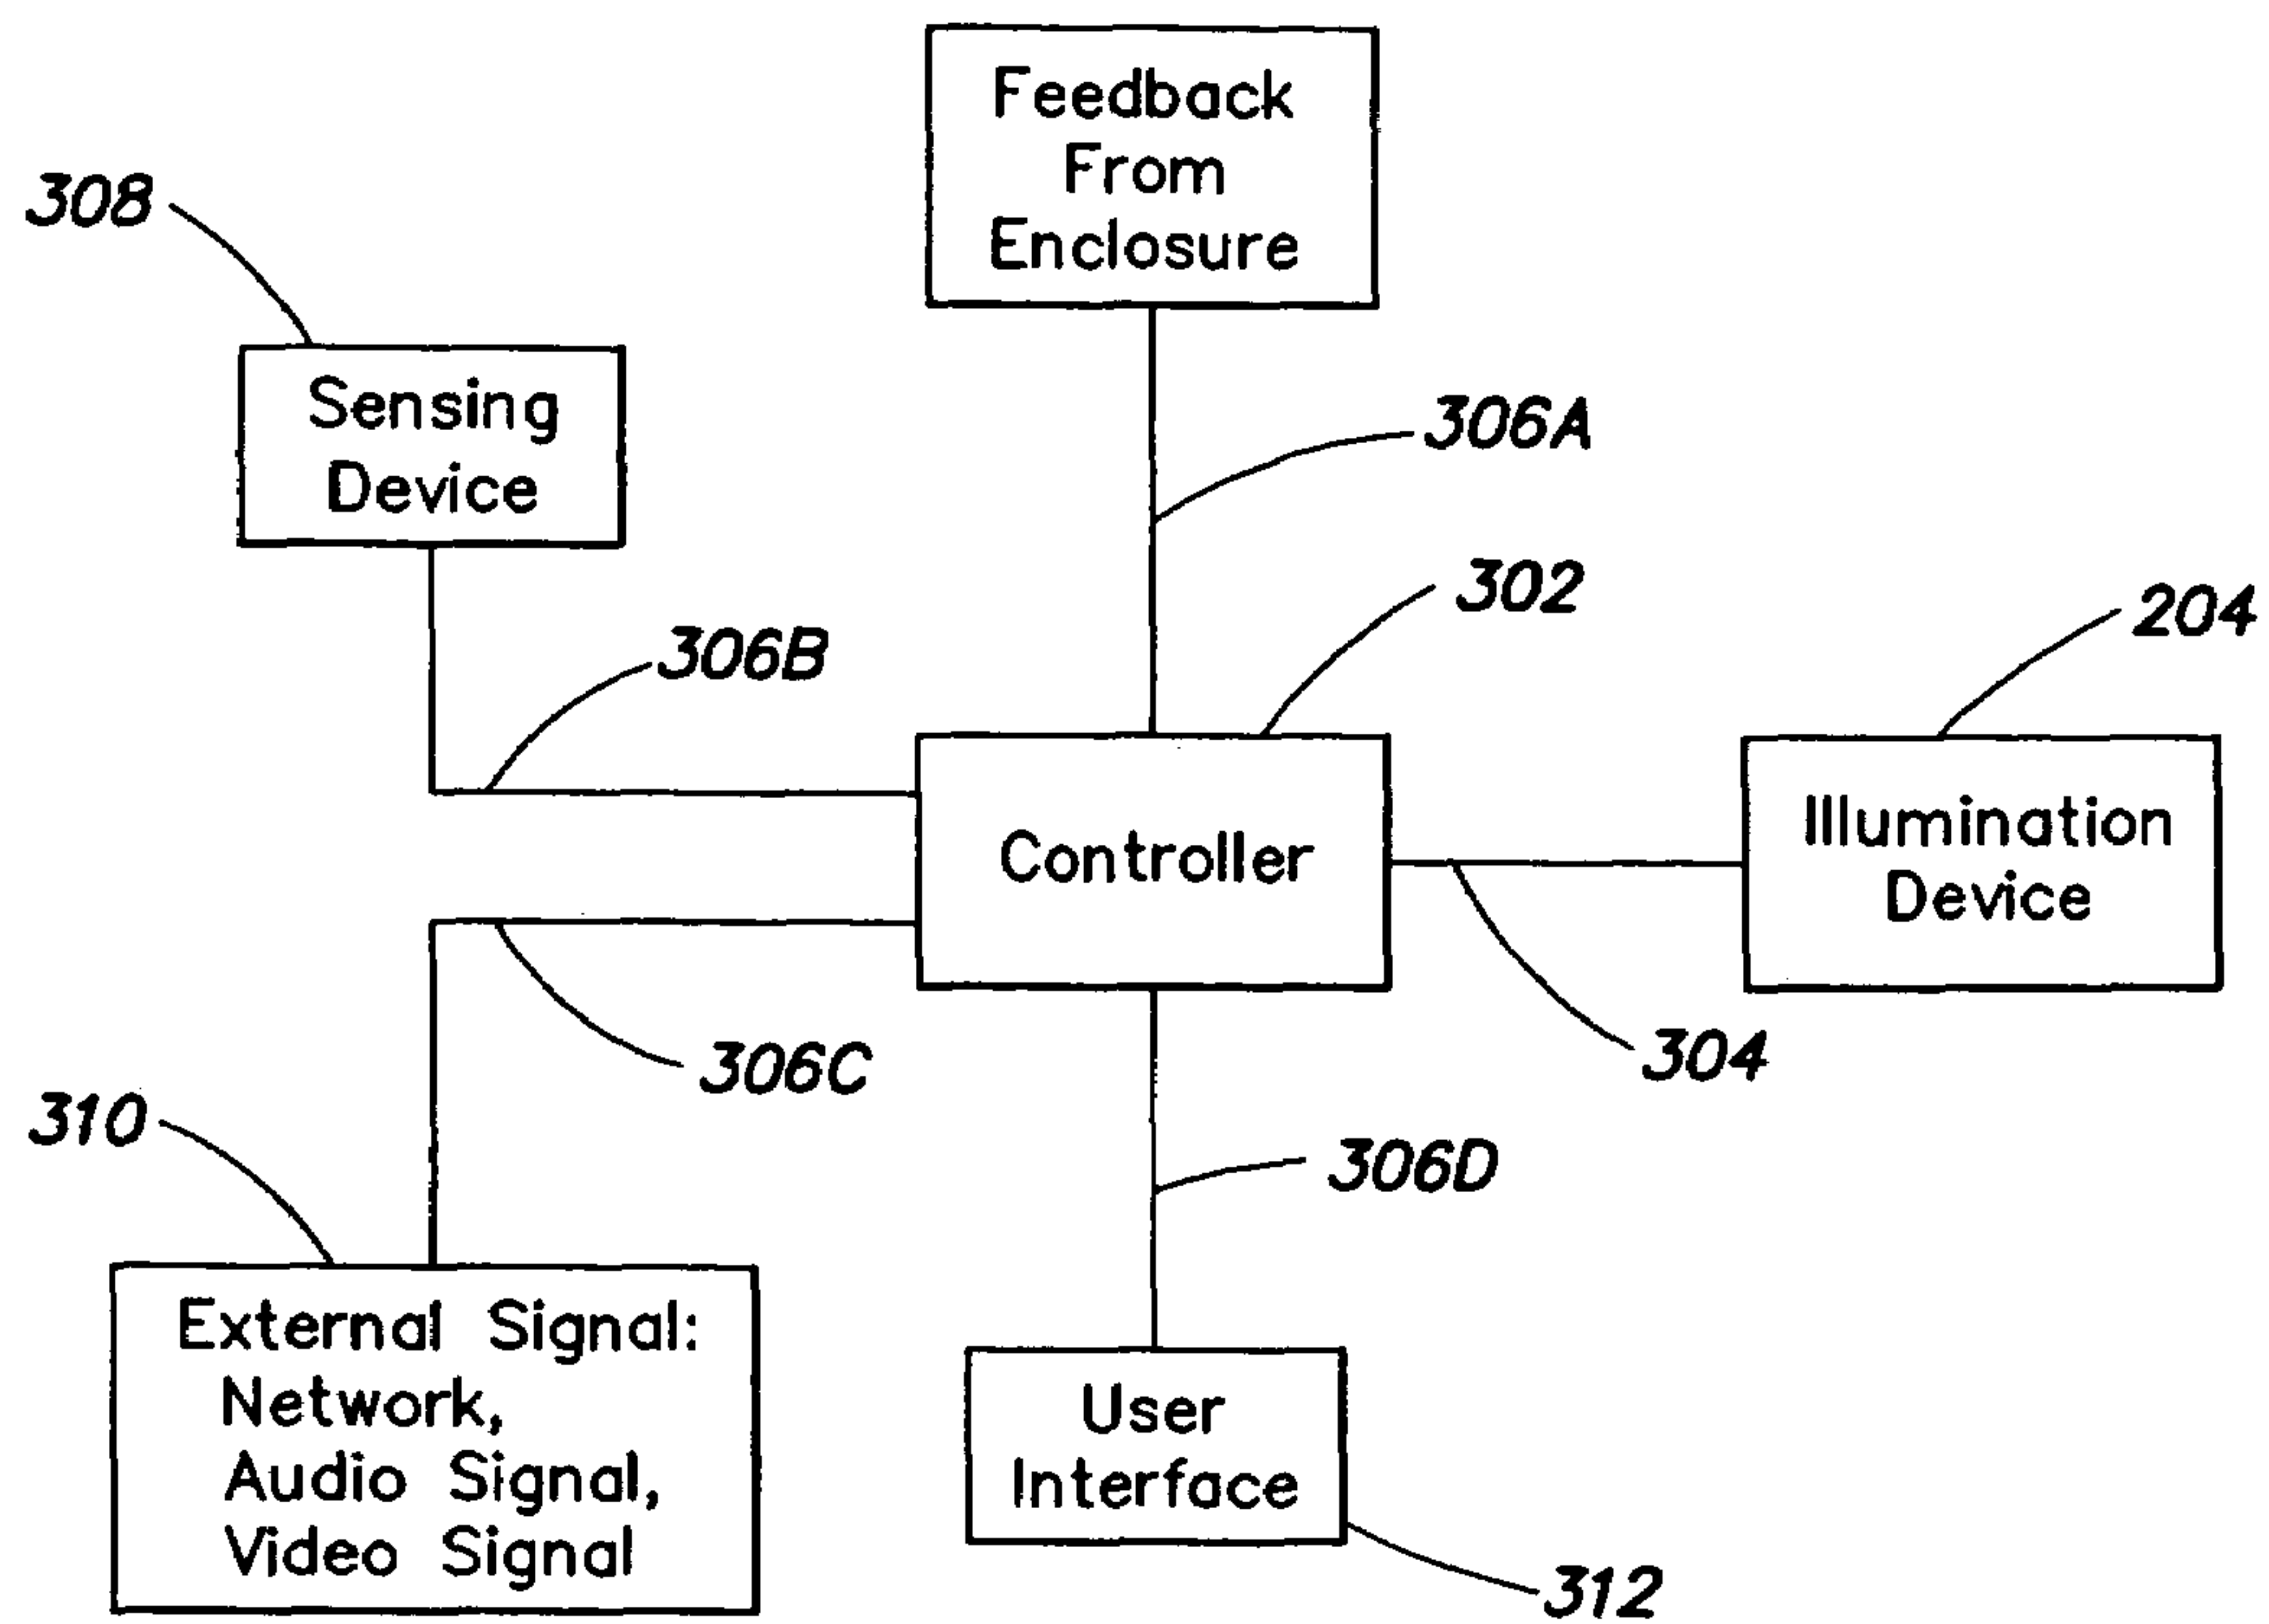 Feedback
From
Enclosure
308
Sensing
Device
306A
302
204
306B
Controller
Illumination
Device
304
306C
310
306D
External Signal:
Network,
Audio Signal,
Video Signal
User
Interface
312